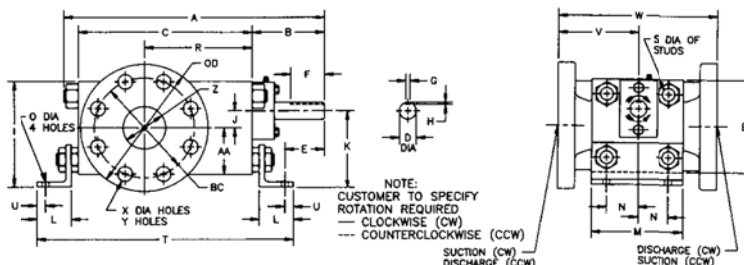 A
C
B
R
OD
Z
F
O DIA
4 HOLES
J
AA
E
K
BC
X DIA HOLES
Y HOLES
U
L
T
L
U
G
H
D
DIA
NOTE:
CUSTOMER TO SPECIFY
ROTATION REQUIRED
CLOCKWISE (CW)
COUNTERCLOCKWISE (CCW)
W
V
S DIA OF
STUDS
N
N
M
SUCTION (CW)
DISCHARGE (CCW)
DISCHARGE (CW)
SUCTION (CCW)